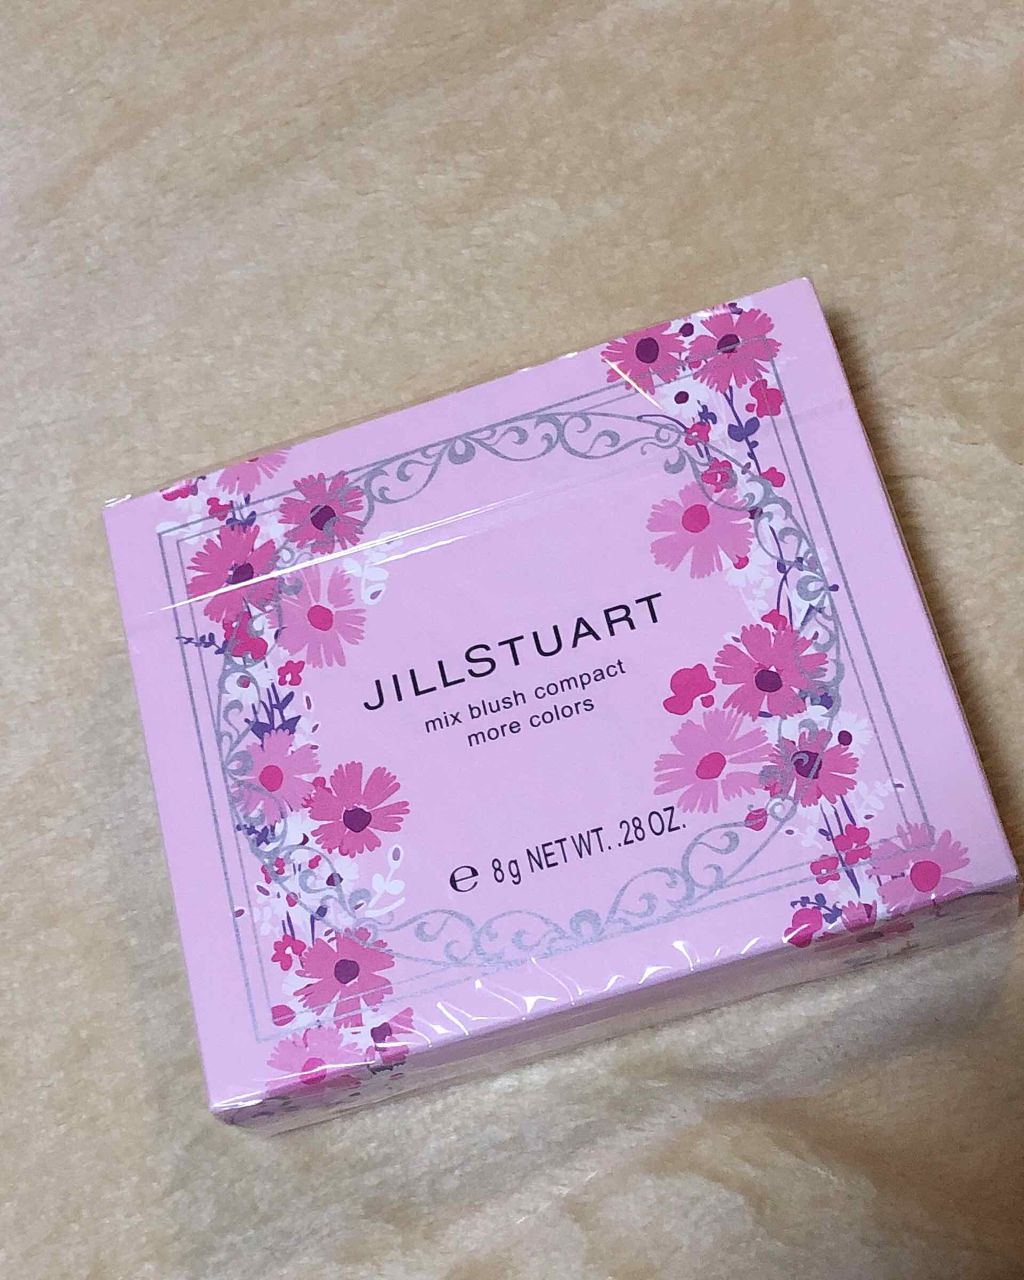 JILLSTUART
mix blush compact
more colors
℮ 8g NET WT. .28 OZ.